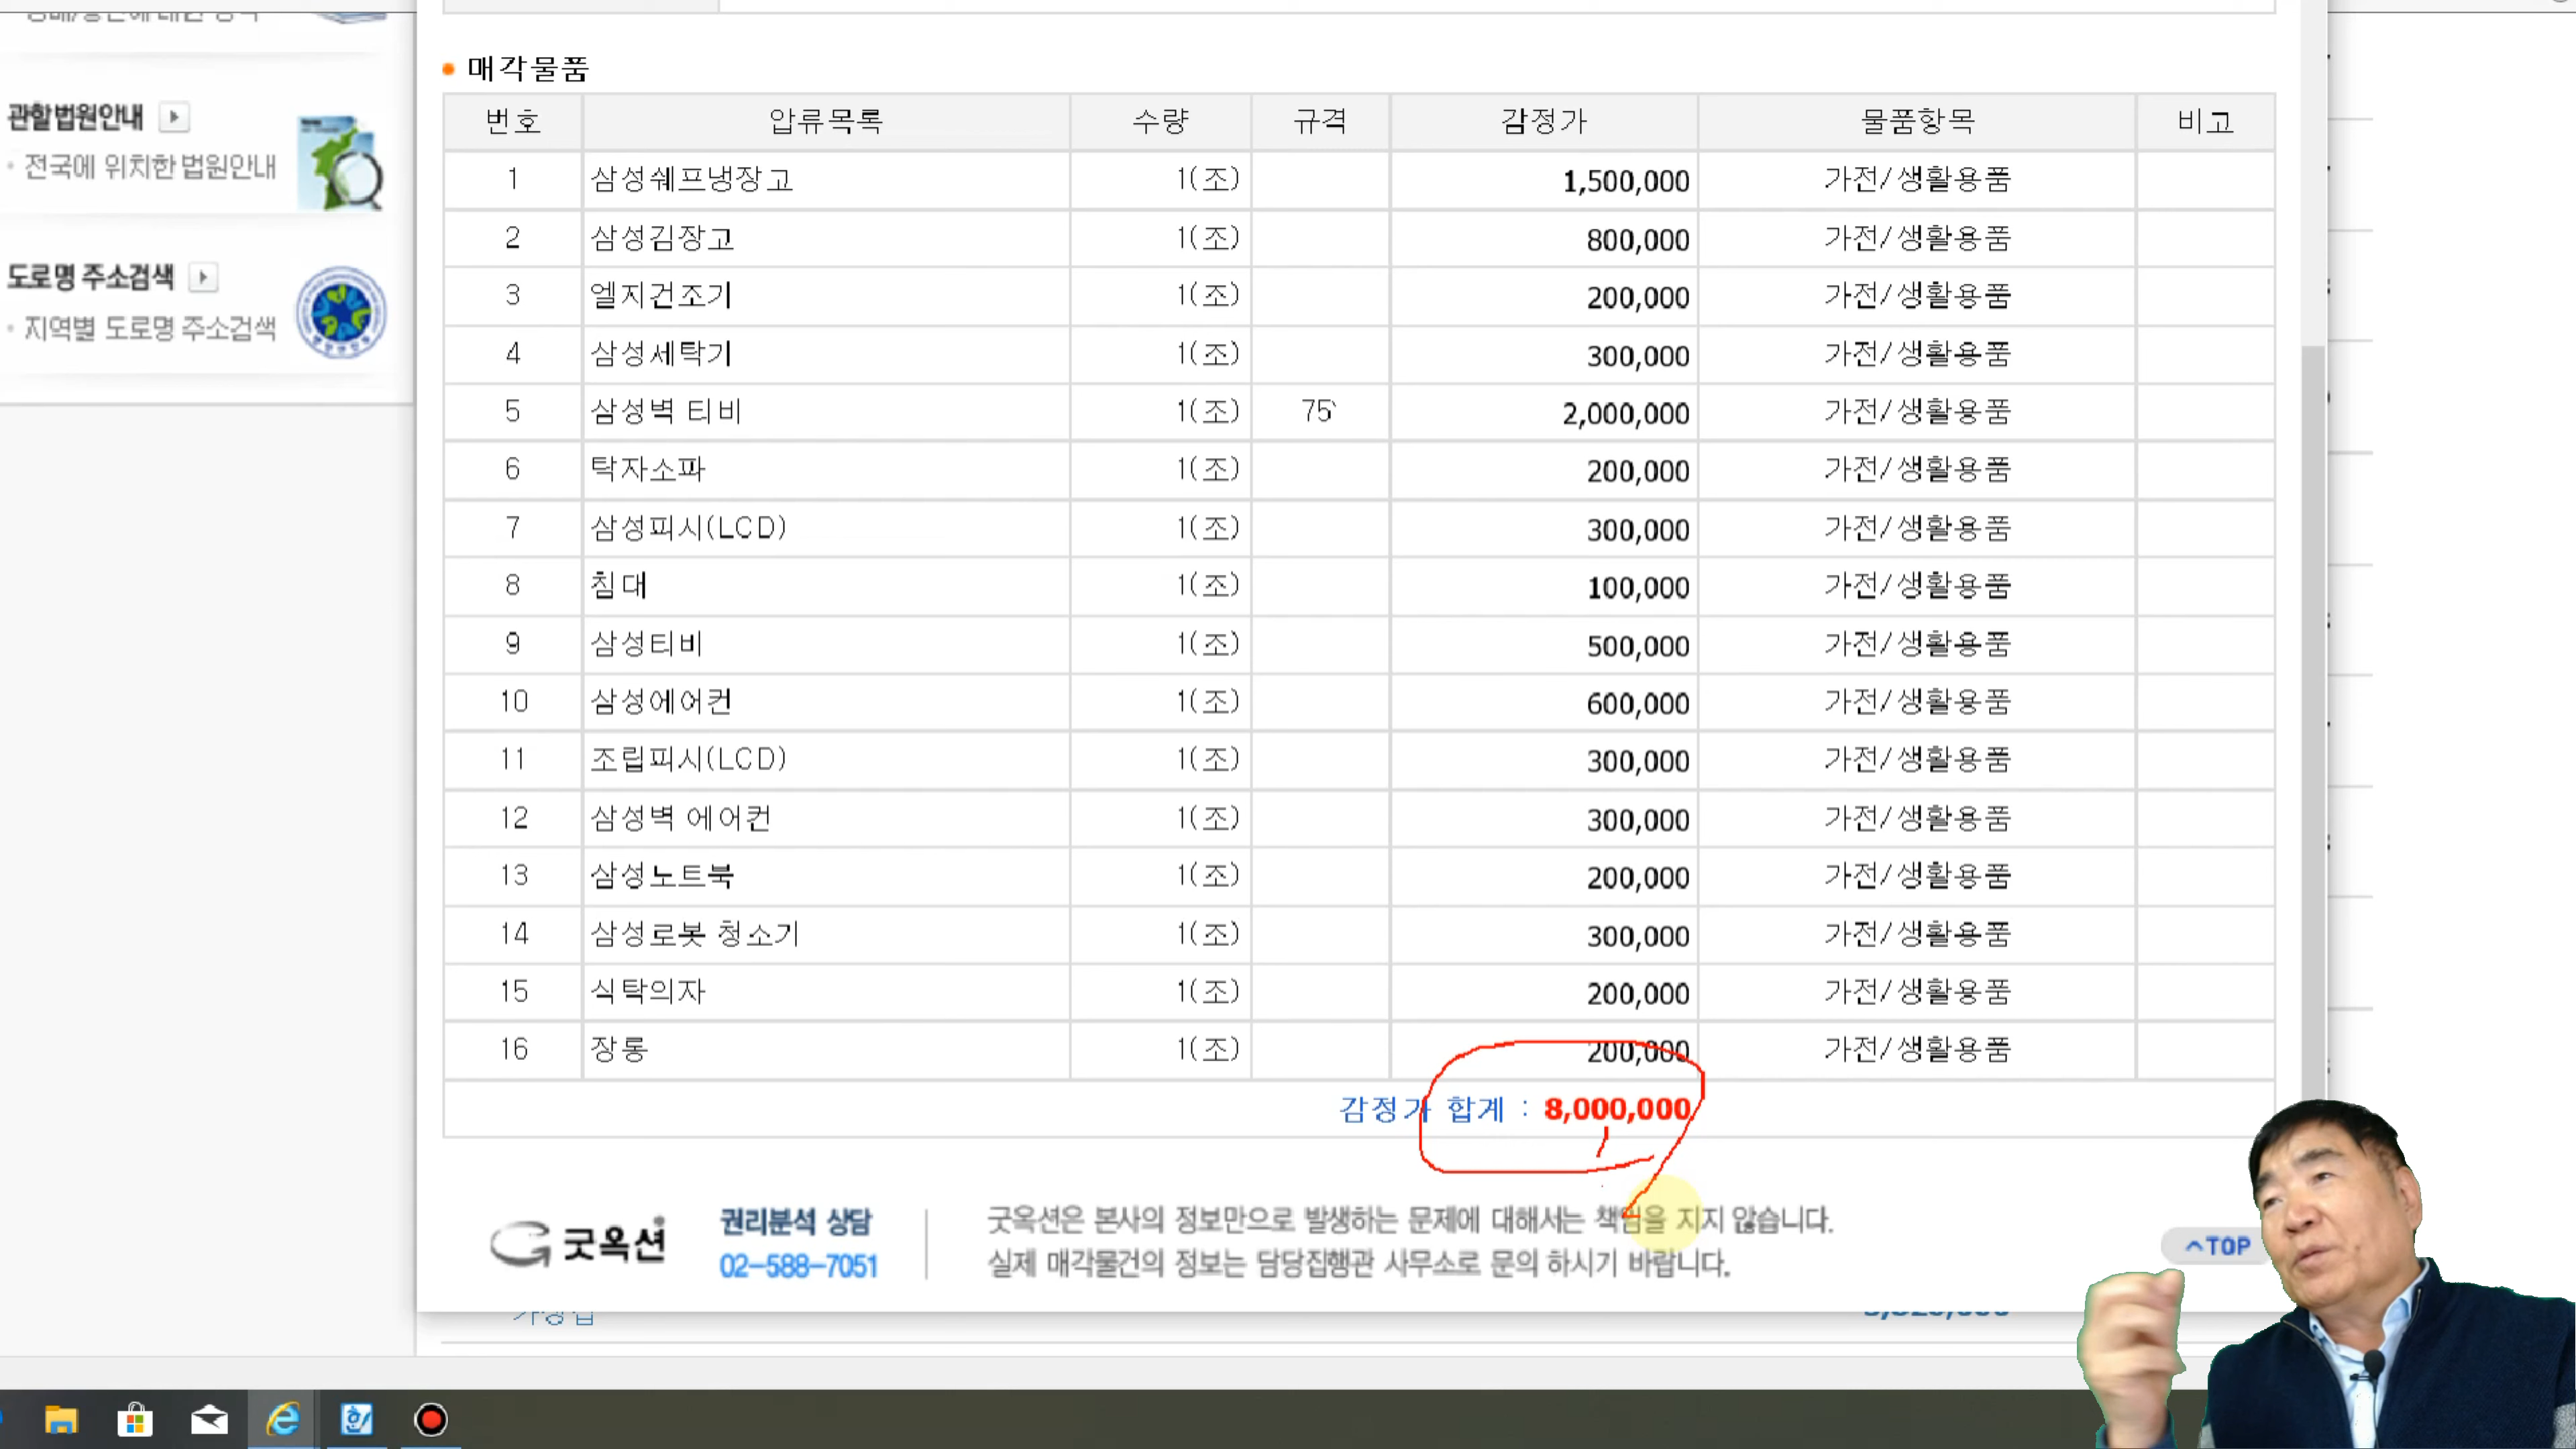 관할법원안내
전국에 위치한 법원안내
도로명 주소검색
지역별 도로명 주소검색
매각물품
번호 압류목록 수량 규격 감정가 물품항목 비고
1 삼성쉐프냉장고 1(조) 1,500,000 가전/생활용품
2 삼성김장고 1(조) 800,000 가전/생활용품
3 엘지건조기 1(조) 200,000 가전/생활용품
4 삼성세탁기 1(조) 300,000 가전/생활용품
5 삼성벽 티비 1(조) 75` 2,000,000 가전/생활용품
6 탁자소파 1(조) 200,000 가전/생활용품
7 삼성피시(LCD) 1(조) 300,000 가전/생활용품
8 침대 1(조) 100,000 가전/생활용품
9 삼성티비 1(조) 500,000 가전/생활용품
10 삼성에어컨 1(조) 600,000 가전/생활용품
11 조립피시(LCD) 1(조) 300,000 가전/생활용품
12 삼성벽 에어컨 1(조) 300,000 가전/생활용품
13 삼성노트북 1(조) 200,000 가전/생활용품
14 삼성로봇 청소기 1(조) 300,000 가전/생활용품
15 식탁의자 1(조) 200,000 가전/생활용품
16 장롱 1(조) 200,000 가전/생활용품
감정가 합계 : 8,000,000
굿옥션
권리분석 상담
02-588-7051
굿옥션은 본사의 정보만으로 발생하는 문제에 대해서는 책임을 지지 않습니다.
실제 매각물건의 정보는 담당집행관 사무소로 문의 하시기 바랍니다.
^TOP